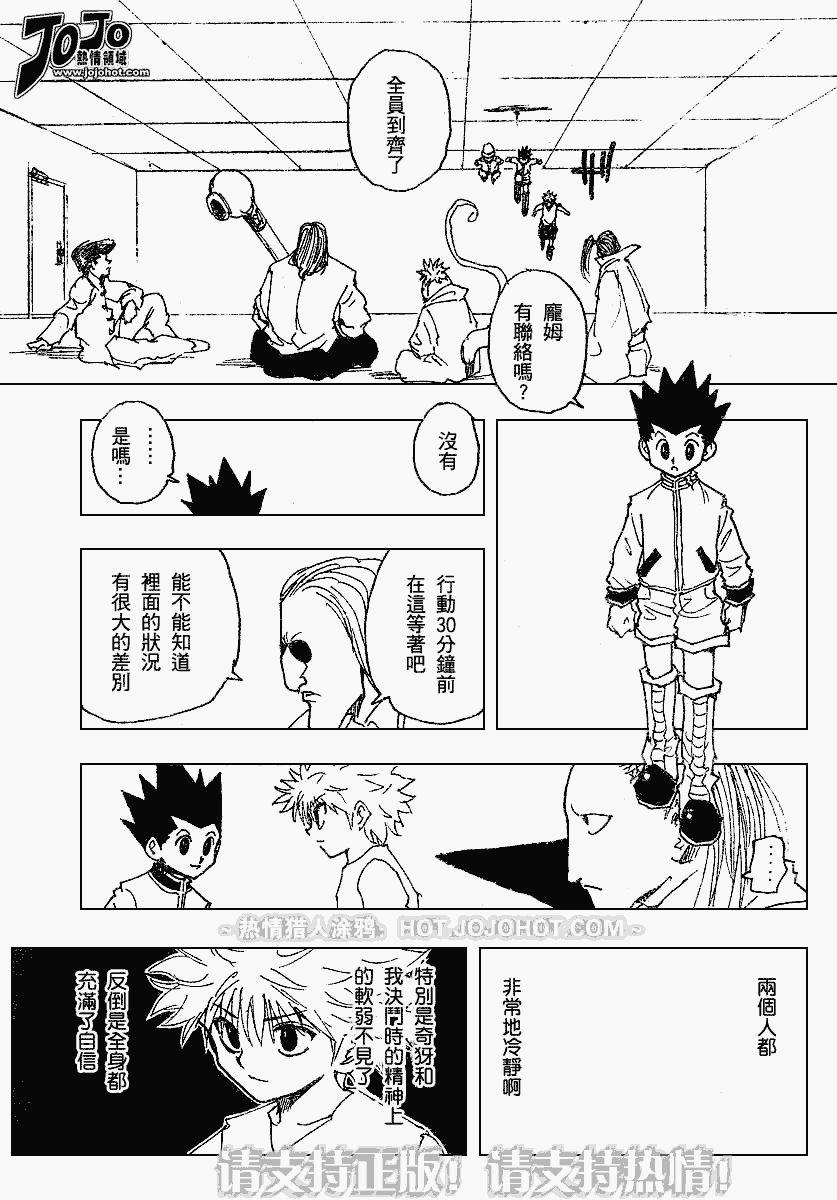 JOJO
熱情領域
www.jojohot.com
全員到齊了
龐姆
有聯絡嗎？
沒有
……
是嗎…
行動30分鐘前
在這等著吧
能不能知道
裡面的狀況
有很大的差別
……
~熱情猎人涂鸦. HOT.JOJOHOT.COM~
兩個人都
非常地冷靜啊
特別是奇犽和
我決鬥時的精神上
的軟弱不見了
反倒是全身都
充滿了自信
请支持正版！请支持热情！